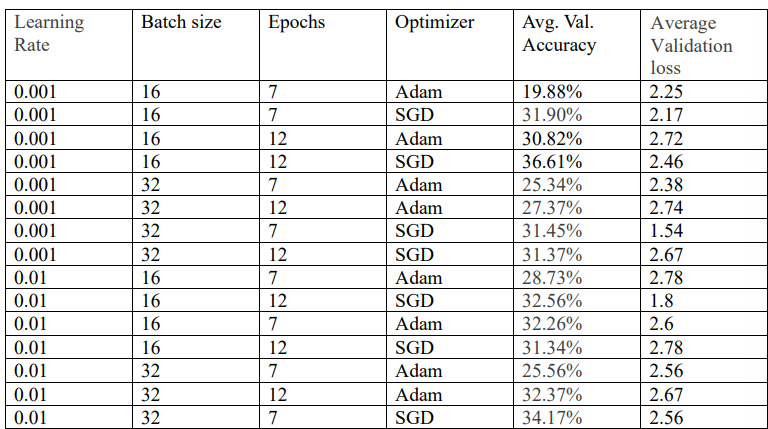 Learning Rate Batch size Epochs Optimizer Avg. Val. Accuracy Average Validation loss
0.001 16 7 Adam 19.88% 2.25
0.001 16 7 SGD 31.90% 2.17
0.001 16 12 Adam 30.82% 2.72
0.001 16 12 SGD 36.61% 2.46
0.001 32 7 Adam 25.34% 2.38
0.001 32 12 Adam 27.37% 2.74
0.001 32 7 SGD 31.45% 1.54
0.001 32 12 SGD 31.37% 2.67
0.01 16 7 Adam 28.73% 2.78
0.01 16 12 SGD 32.56% 1.8
0.01 16 7 Adam 32.26% 2.6
0.01 16 12 SGD 31.34% 2.78
0.01 32 7 Adam 25.56% 2.56
0.01 32 12 Adam 32.37% 2.67
0.01 32 7 SGD 34.17% 2.56